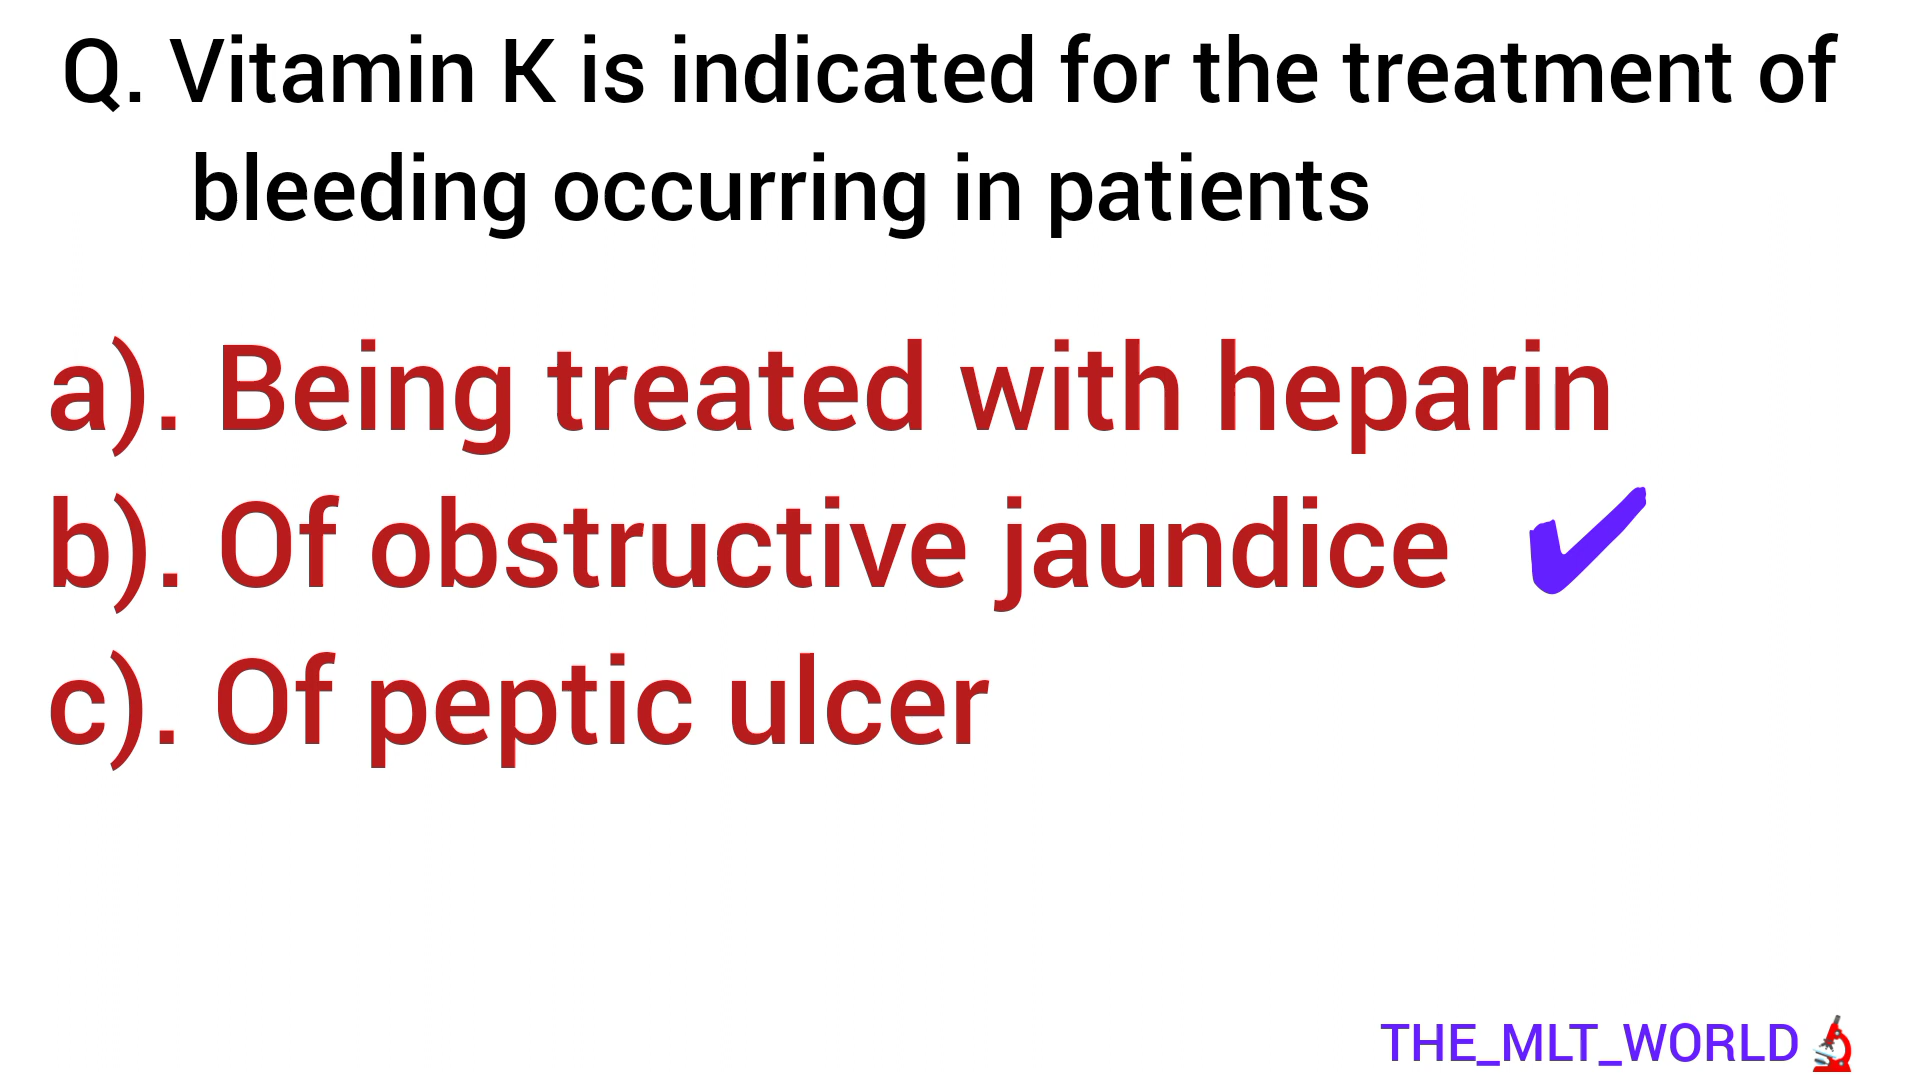 Q. Vitamin K is indicated for the treatment of
bleeding occurring in patients
a). Being treated with heparin
b). Of obstructive jaundice
c). Of peptic ulcer
THE_MLT_WORLD